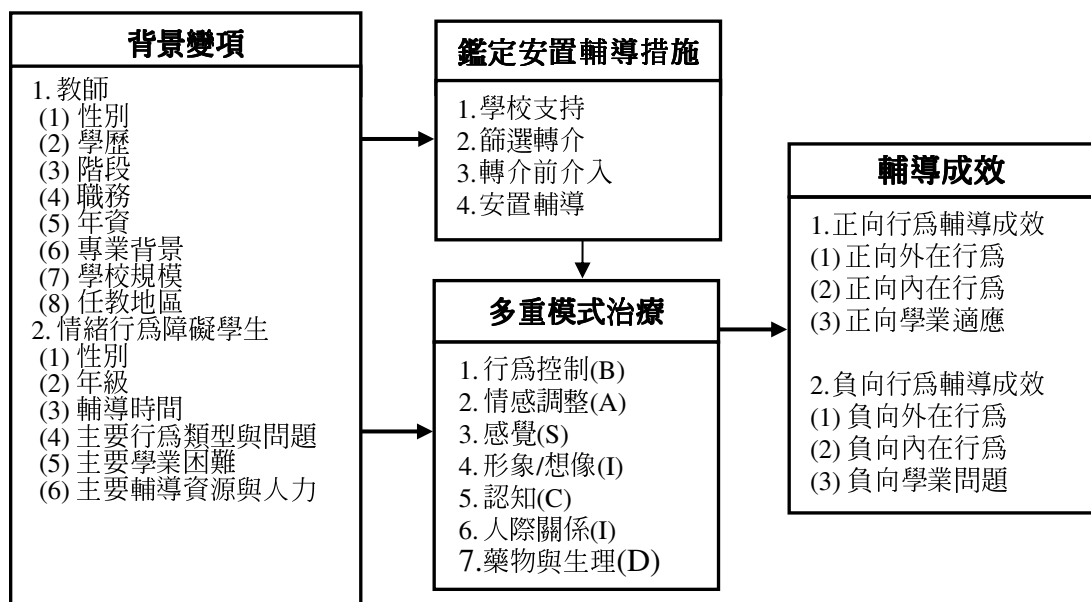 背景變項
1. 教師
(1) 性別
(2) 學歷
(3) 階段
(4) 職務
(5) 年資
(6) 專業背景
(7) 學校規模
(8) 任教地區
2. 情緒行為障礙學生
(1) 性別
(2) 年級
(3) 輔導時間
(4) 主要行為類型與問題
(5) 主要學業困難
(6) 主要輔導資源與人力
鑑定安置輔導措施
1. 學校支持
2. 篩選轉介
3. 轉介前介入
4. 安置輔導
多重模式治療
1. 行為控制(B)
2. 情感調整(A)
3. 感覺(S)
4. 形象/想像(I)
5. 認知(C)
6. 人際關係(I)
7. 藥物與生理(D)
輔導成效
1. 正向行為輔導成效
(1) 正向外在行為
(2) 正向內在行為
(3) 正向學業適應
2. 負向行為輔導成效
(1) 負向外在行為
(2) 負向內在行為
(3) 負向學業問題